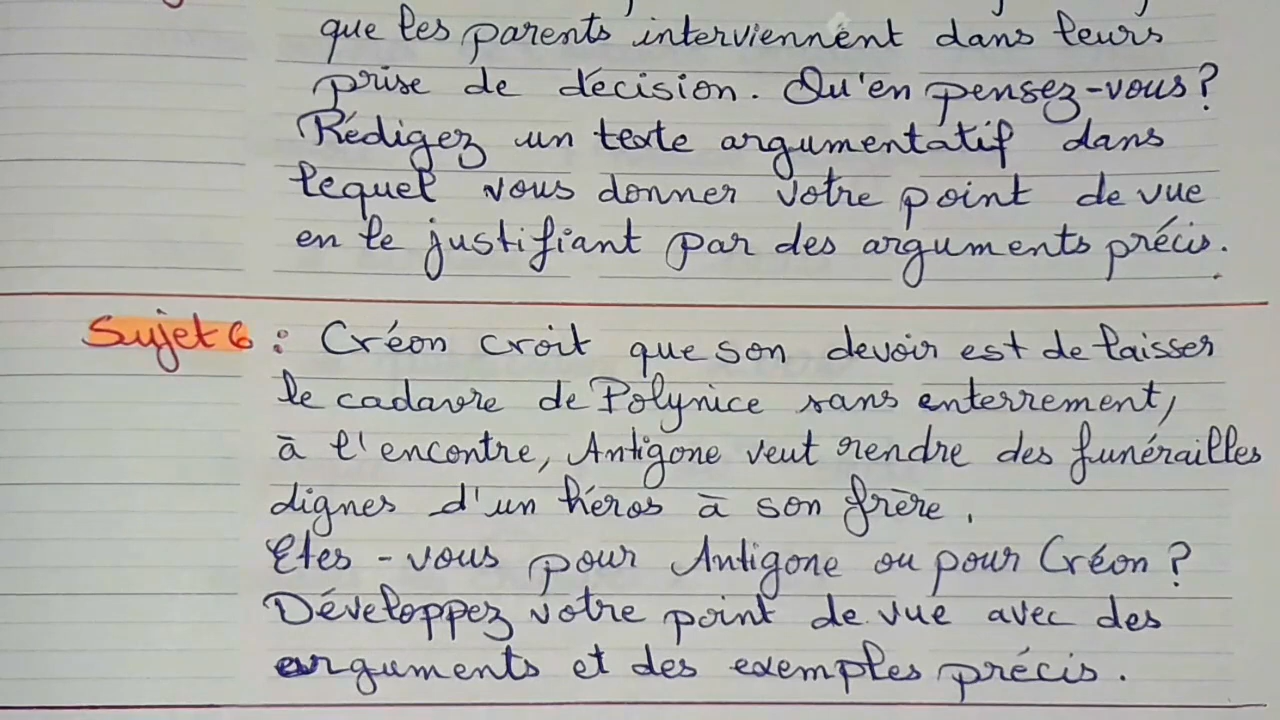 que les parents interviennent dans leurs
prise de décision. Qu'en pensez-vous?
Rédigez un texte argumentatif dans
lequel vous donner votre point de vue
en le justifiant par des arguments précis.
Sujet 6 : Créon croit que son devoir est de laisser
le cadavre de Polynice sans enterrement,
à l'encontre, Antigone veut rendre des funérailles
dignes d'un héros à son frère.
Etes-vous pour Antigone ou pour Créon?
Développez votre point de vue avec des
arguments et des exemples précis.